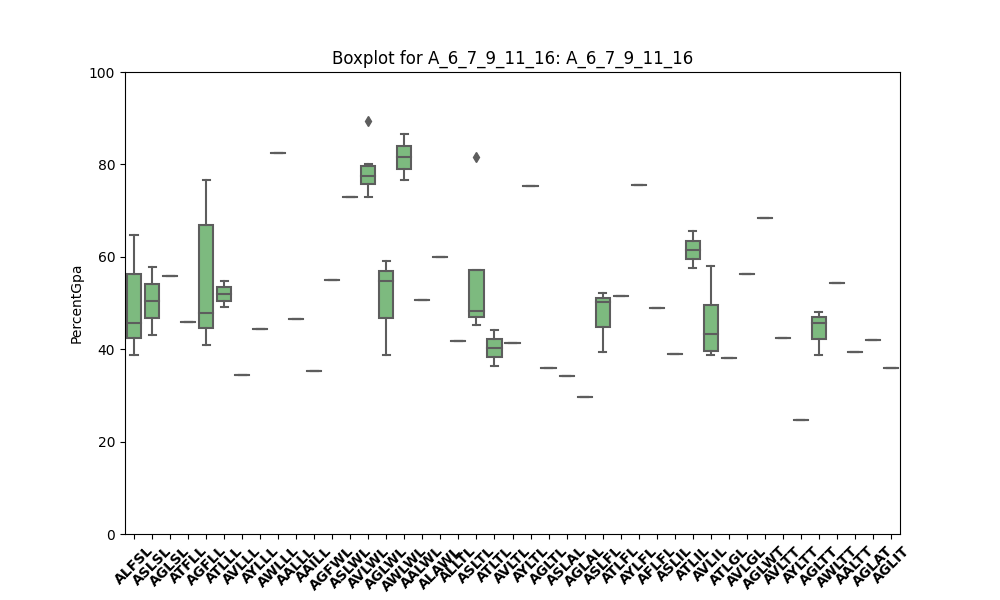 Boxplot for A_6_7_9_11_16: A_6_7_9_11_16
PercentGpa
100
80
60
40
20
0
ALFSL
ASLSL
AGLSL
ATFLL
AGFLL
ATLLL
AVLLL
AYLLL
AWLLL
AALLL
AAILL
AGFWL
ASLWL
AVLWL
AGLWL
AWLWL
AALWL
ALAWL
ALLTL
ASLTL
ATLTL
AVLTL
AYLTL
AGLTL
ASLAL
AGLAL
ASLFL
ATLFL
AYLFL
AFLFL
ASLIL
ATLIL
AVLIL
ATLGL
AVLGL
AGLWT
AVLTT
AYLTT
AGLTT
AWLTT
AALTT
AGLAT
AGLIT